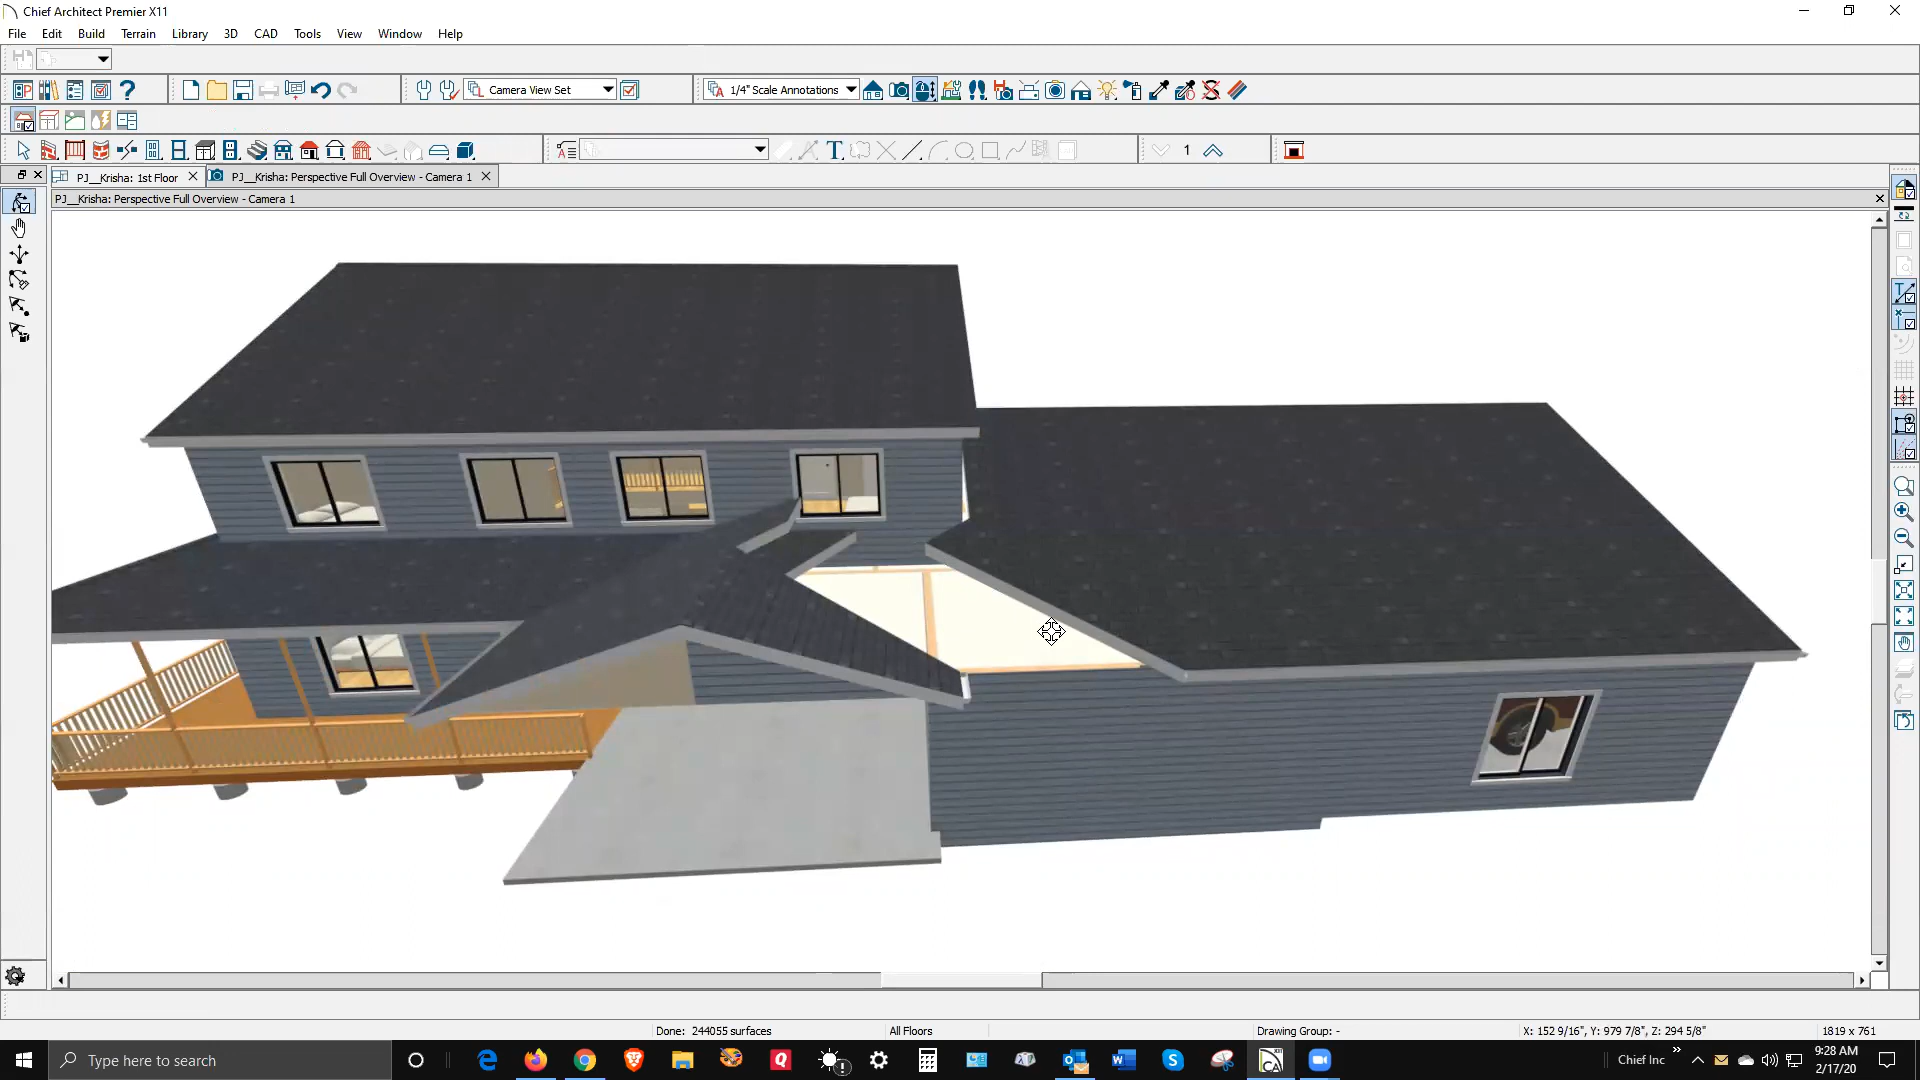 Chief Architect Premier X11
File Edit Build Terrain Library 3D CAD Tools View Window Help
Camera View Set
1/4" Scale Annotations
1
PJ__Krisha: 1st Floor
PJ__Krisha: Perspective Full Overview - Camera 1
PJ__Krisha: Perspective Full Overview - Camera 1
Done: 244055 surfaces
All Floors
Drawing Group: -
X: 152 9/16", Y: 979 7/8", Z: 294 5/8"
1819 x 761
Type here to search
Chief Inc
9:28 AM
2/17/20